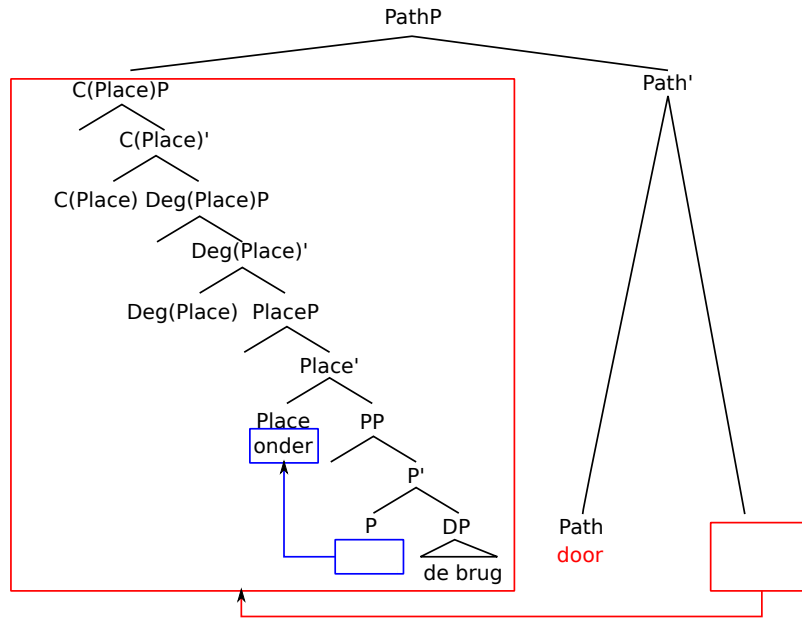 PathP
C(Place)P
Path'
C(Place)'
C(Place) Deg(Place)P
Deg(Place)'
Deg(Place) PlaceP
Place'
Place PP
onder
P'
P DP
Path
door
de brug